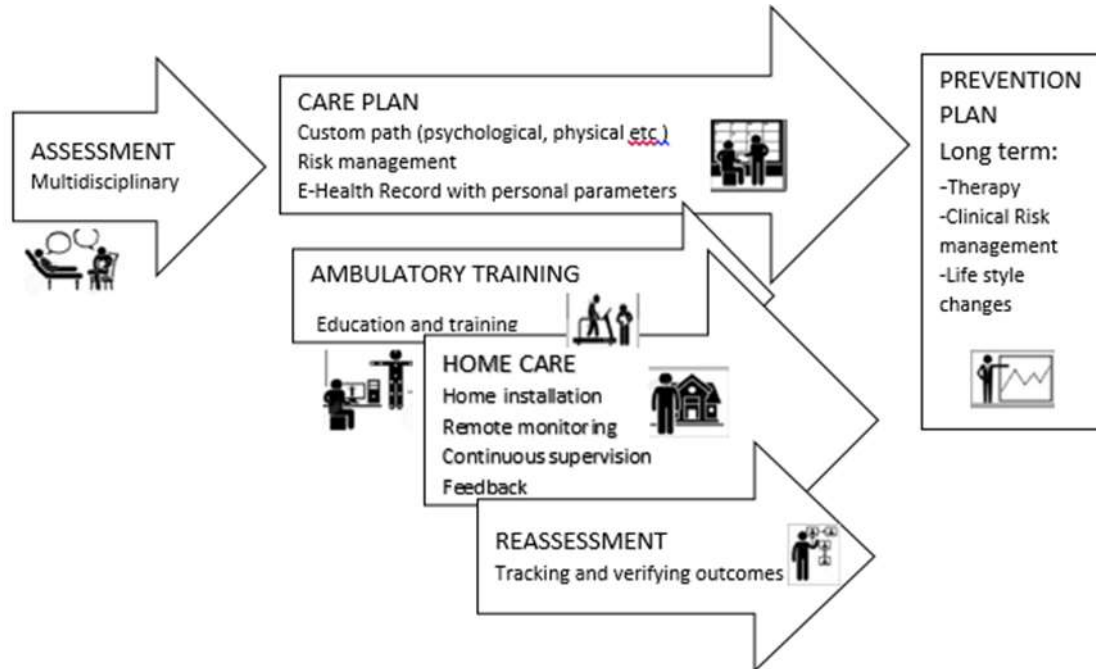 ASSESSMENT
Multidisciplinary
CARE PLAN
Custom path (psychological, physical etc.)
Risk management
E-Health Record with personal parameters
AMBULATORY TRAINING
Education and training
HOME CARE
Home installation
Remote monitoring
Continuous supervision
Feedback
REASSESSMENT
Tracking and verifying outcomes
PREVENTION
PLAN
Long term:
-Therapy
-Clinical Risk
management
-Life style
changes